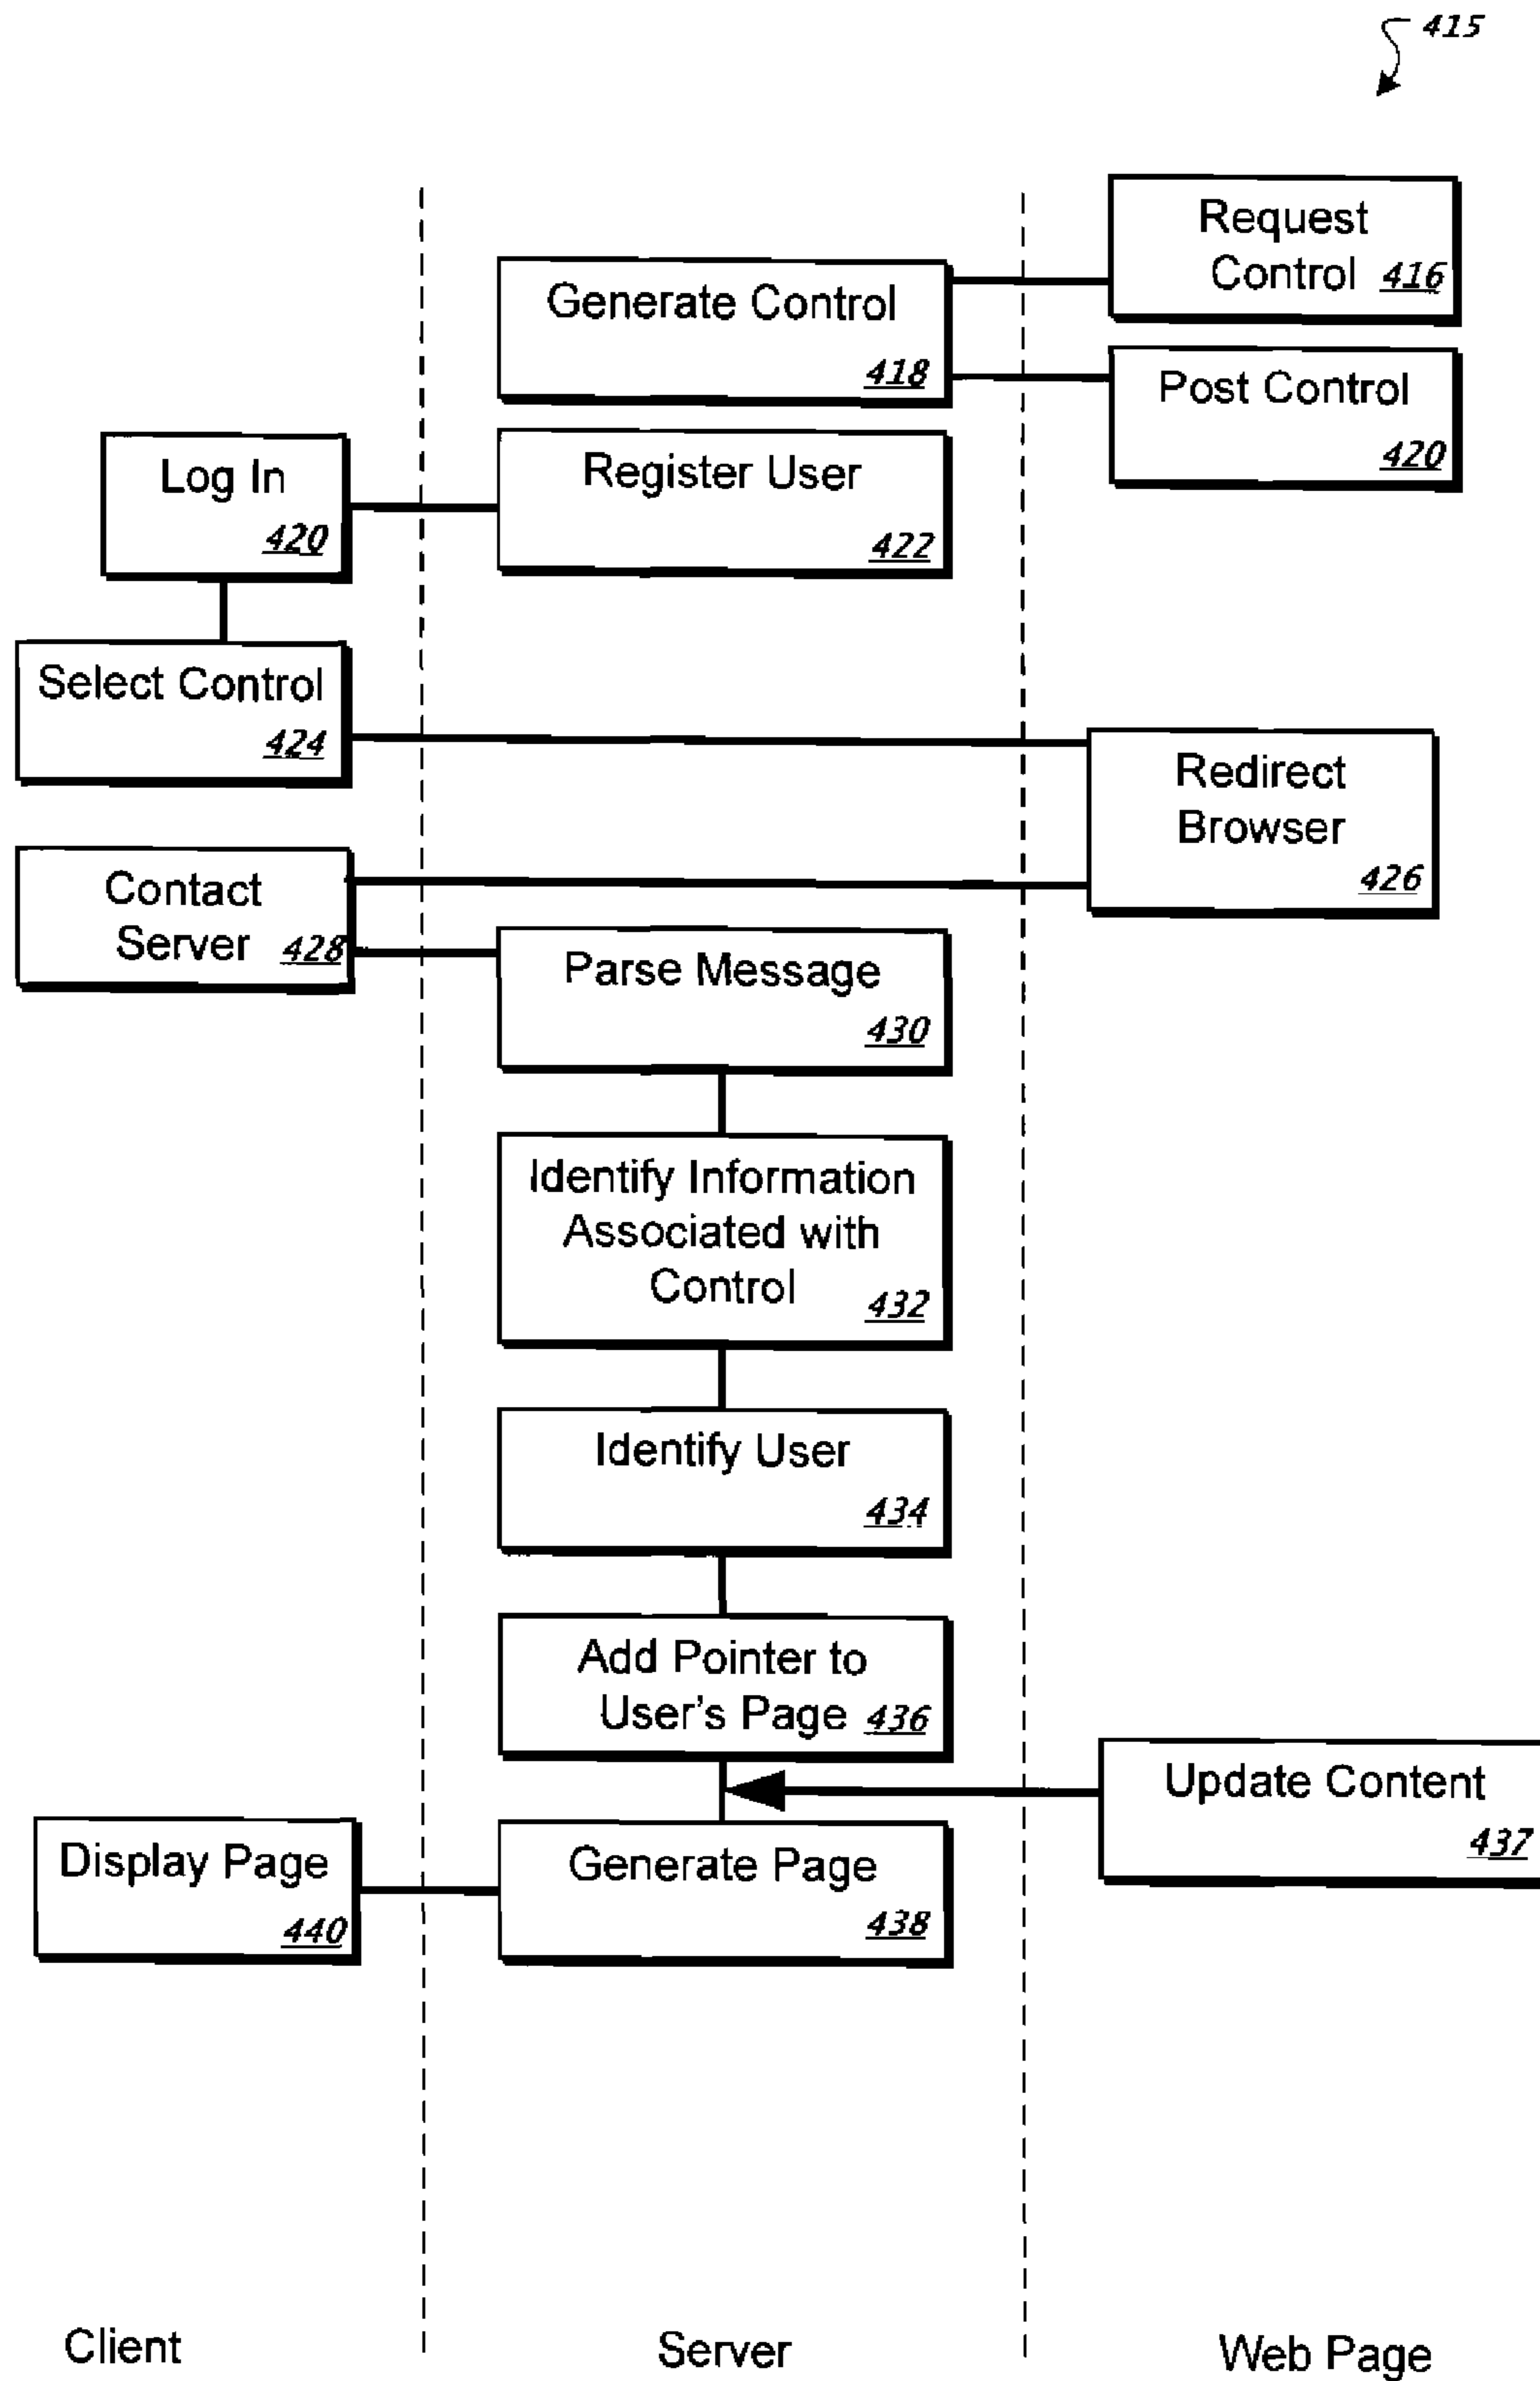 415
Request
Control 416
Generate Control
418
Post Control
420
Log In
420
Register User
422
Select Control
424
Redirect
Browser
426
Contact
Server 428
Parse Message
430
Identify Information
Associated with
Control 432
Identify User
434
Add Pointer to
User's Page 436
Update Content
437
Display Page
440
Generate Page
438
Client
Server
Web Page